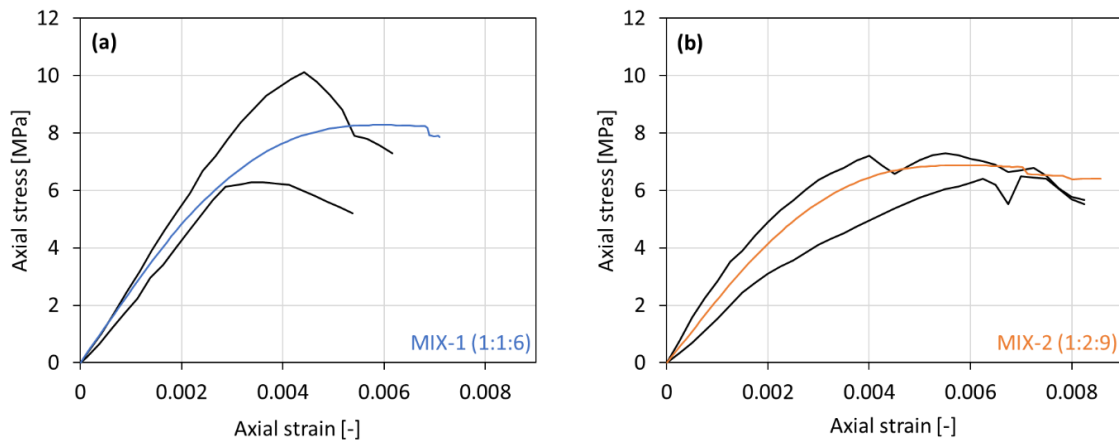 (a)
Axial stress [MPa]
12
10
8
6
4
2
0
0 0.002 0.004 0.006 0.008
MIX-1 (1:1:6)
Axial strain [-]
(b)
Axial stress [MPa]
12
10
8
6
4
2
0
0 0.002 0.004 0.006 0.008
MIX-2 (1:2:9)
Axial strain [-]